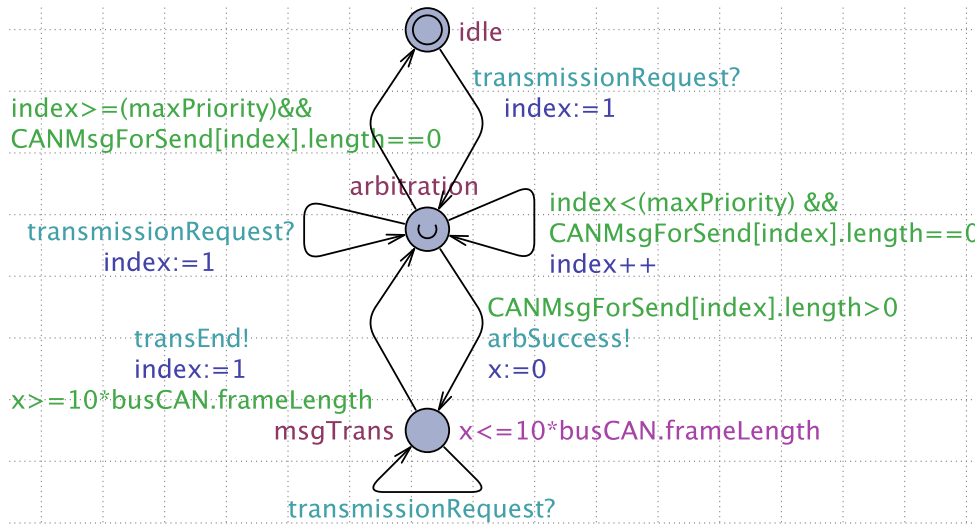 idle
transmissionRequest?
index:=1
index>=(maxPriority)&&
CANMsgForSend[index].length==0
arbitration
index<(maxPriority) &&
CANMsgForSend[index].length==0
index++
transmissionRequest?
index:=1
CANMsgForSend[index].length>0
arbSuccess!
x:=0
transEnd!
index:=1
x>=10*busCAN.frameLength
msgTrans
x<=10*busCAN.frameLength
transmissionRequest?